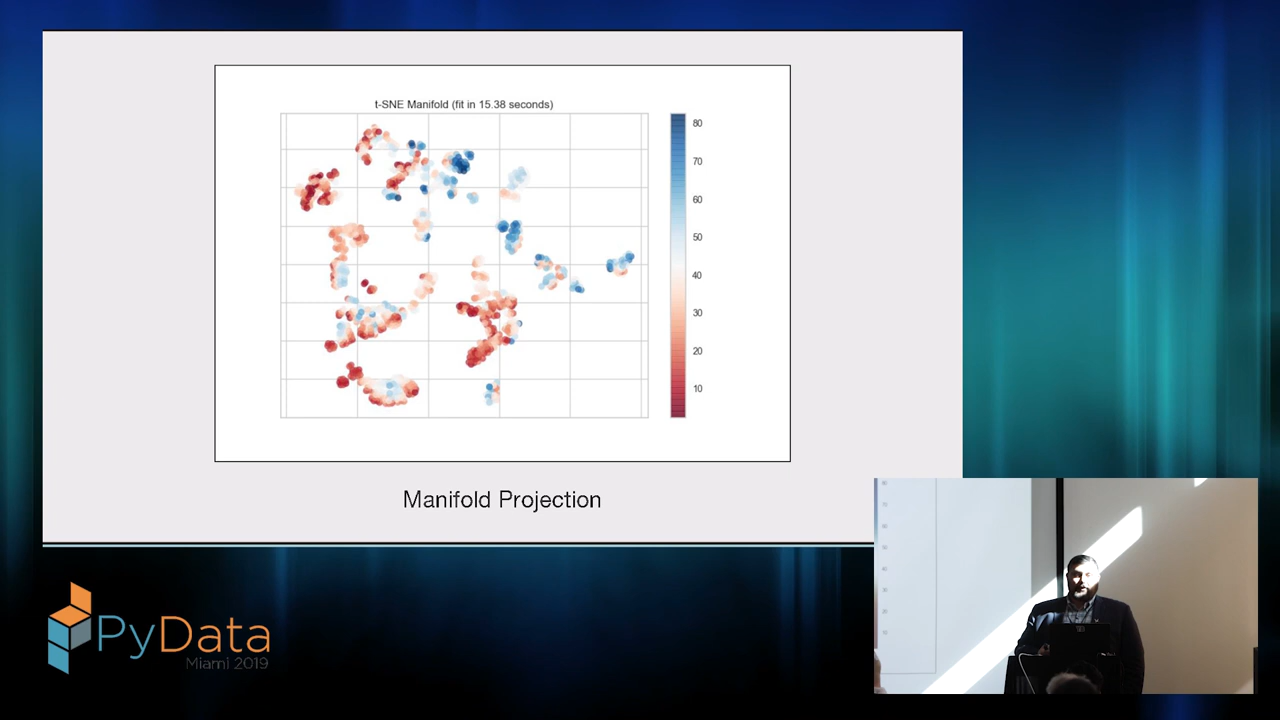 t-SNE Manifold (fit in 15.38 seconds)
80
70
60
50
40
30
20
10
Manifold Projection
PyData
Miami 2019